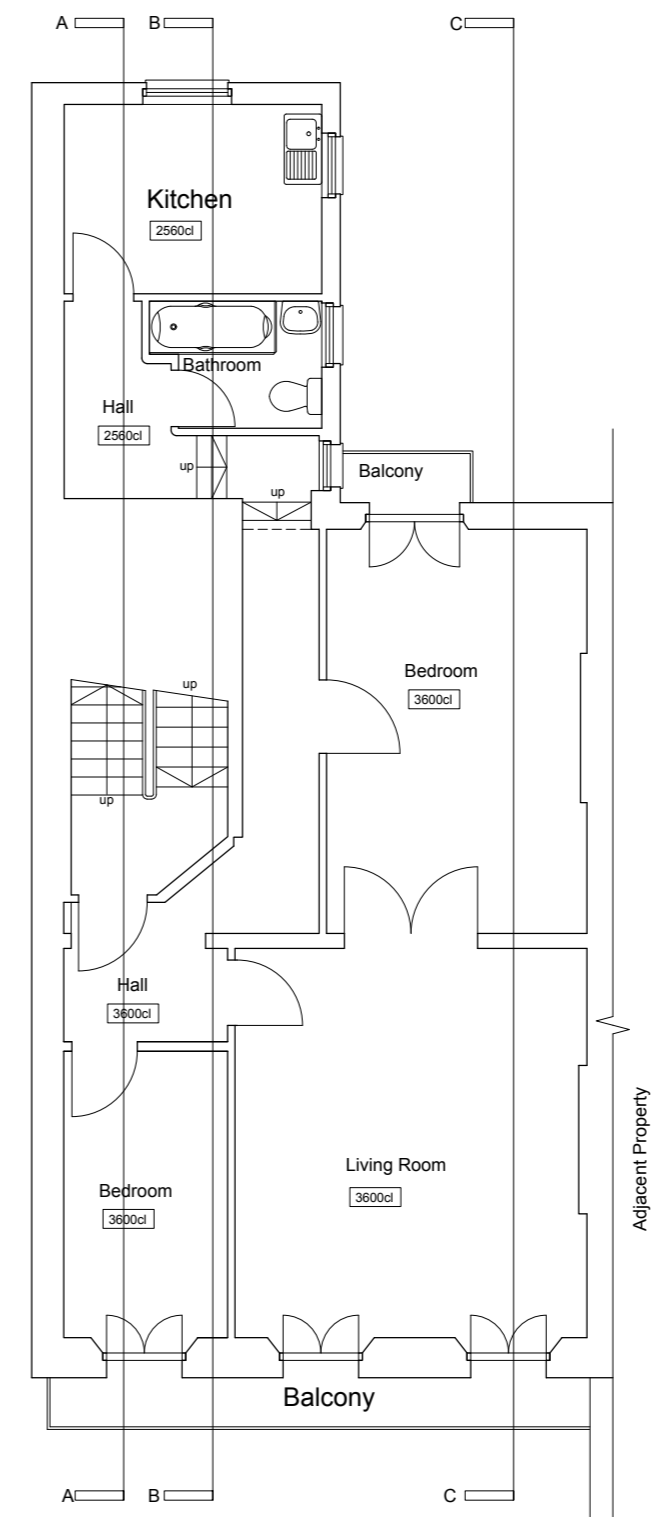 A
B
C
Kitchen
2560cl
Bathroom
Hall
2560cl
up
up
Balcony
Bedroom
3600cl
up
up
Hall
3600cl
Adjacent Property
Living Room
3600cl
Bedroom
3600cl
Balcony
A
B
C